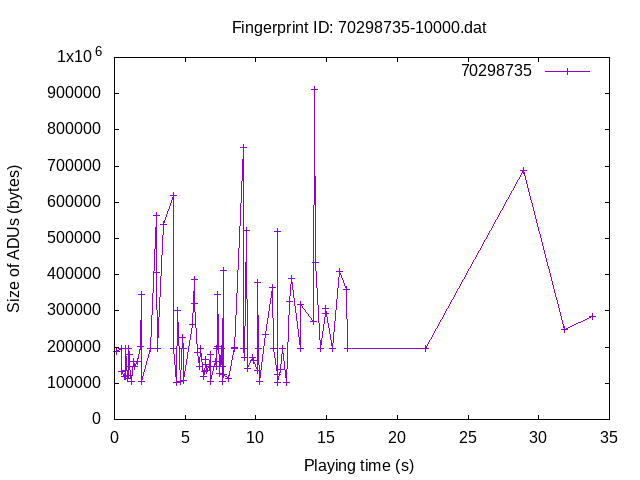 Fingerprint ID: 70298735-10000.dat
1x10^6
900000
800000
700000
600000
500000
400000
300000
200000
100000
0
Size of ADUs (bytes)
70298735
0 5 10 15 20 25 30 35
Playing time (s)